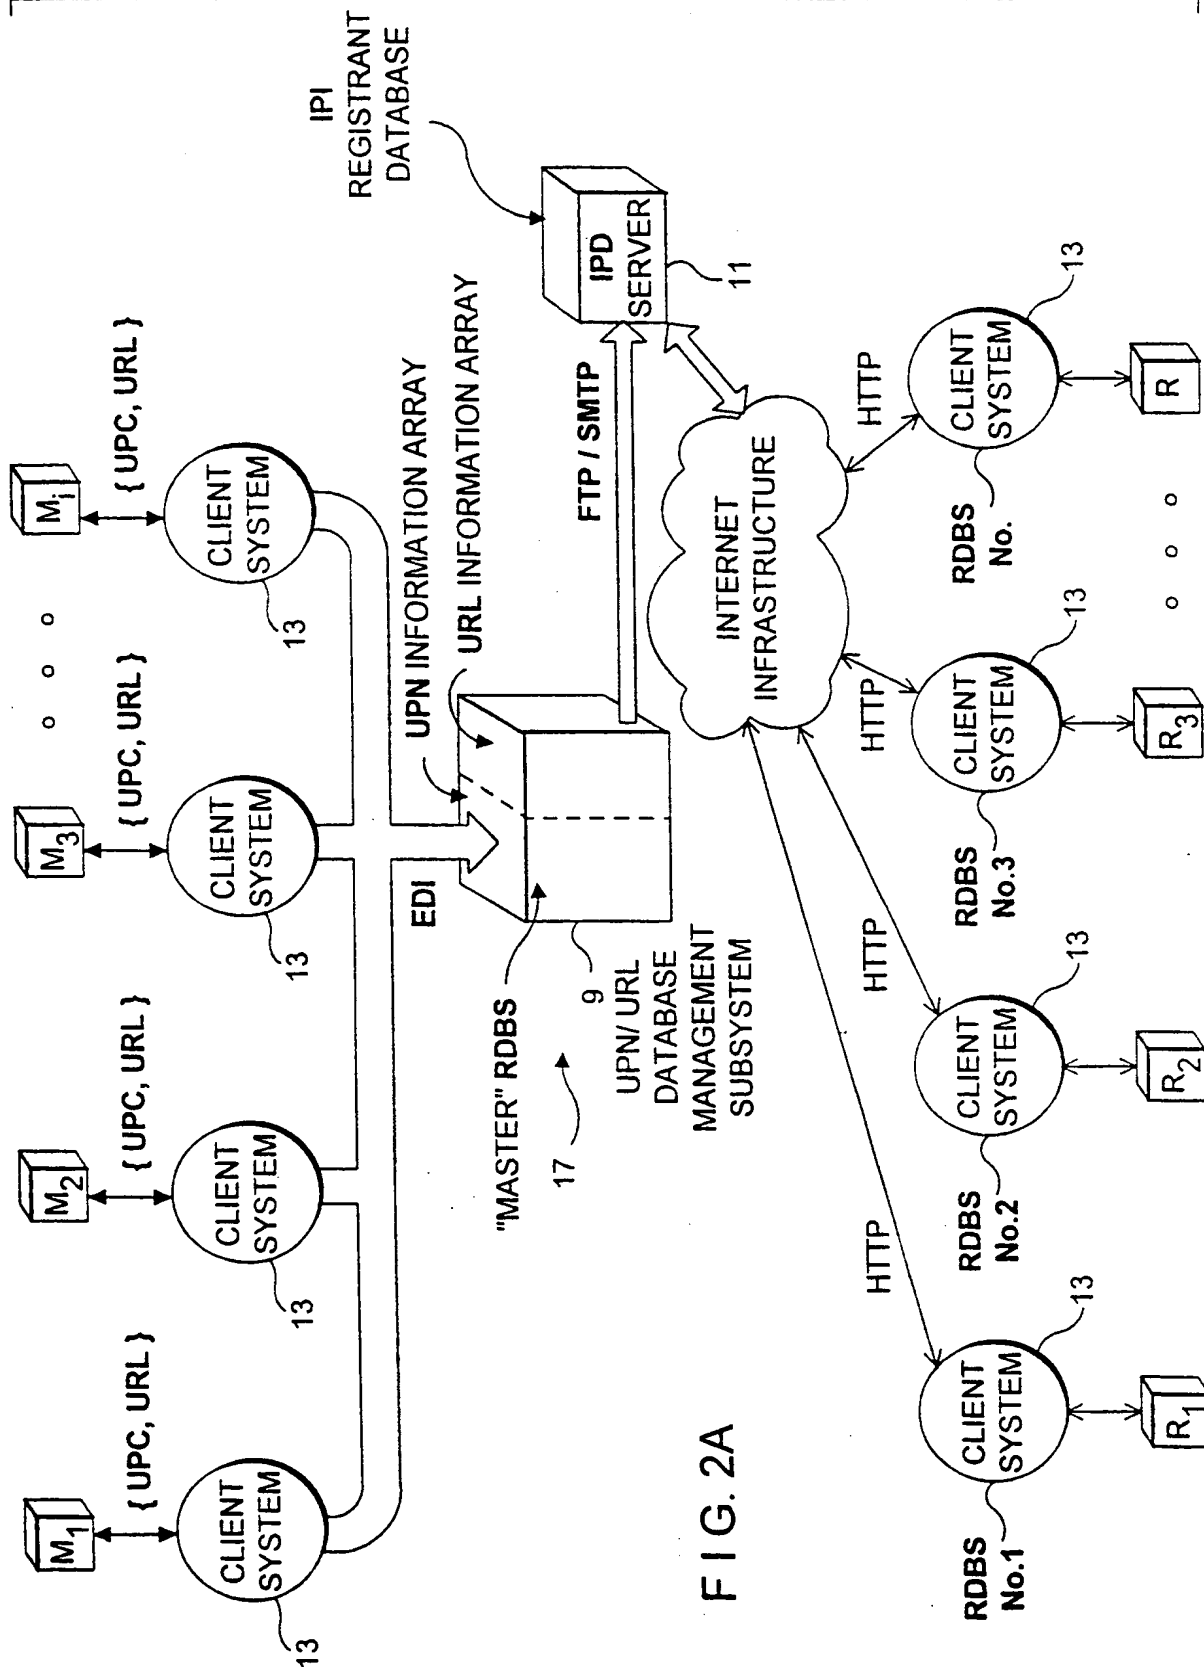 M1
M2
M3
Mj
{ UPC, URL }
{ UPC, URL }
{ UPC, URL }
{ UPC, URL }
CLIENT
SYSTEM
13
CLIENT
SYSTEM
13
CLIENT
SYSTEM
13
CLIENT
SYSTEM
13
EDI
UPN INFORMATION ARRAY
URL INFORMATION ARRAY
IPI
REGISTRANT
DATABASE
"MASTER" RDBS
17
9
UPN/ URL
DATABASE
MANAGEMENT
SUBSYSTEM
FTP / SMTP
IPD
SERVER
11
INTERNET
INFRASTRUCTURE
HTTP
HTTP
HTTP
HTTP
CLIENT
SYSTEM
13
RDBS
No.1
CLIENT
SYSTEM
13
RDBS
No.2
CLIENT
SYSTEM
13
RDBS
No.3
CLIENT
SYSTEM
13
RDBS
No.
R1
R2
R3
R
FIG. 2A